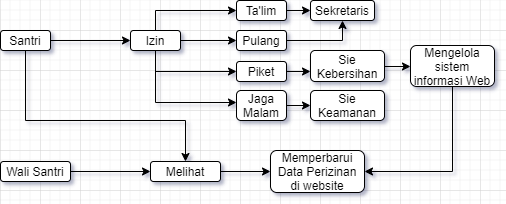 Ta'lim
Sekretaris
Santri
Izin
Pulang
Piket
Sie
Kebersihan
Mengelola
sistem
informasi Web
Jaga
Malam
Sie
Keamanan
Wali Santri
Melihat
Memperbarui
Data Perizinan
di website